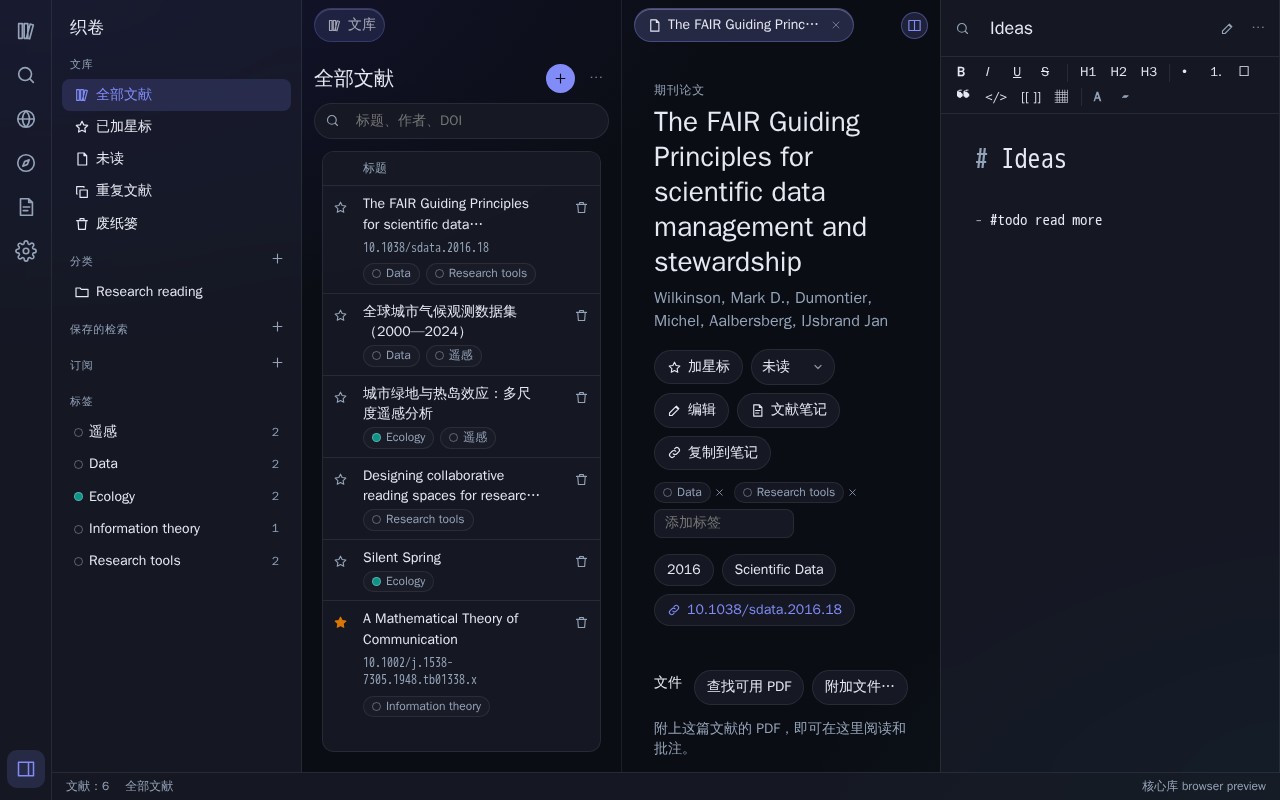 织卷
文库
全部文献
已加星标
未读
重复文献
废纸篓
分类
Research reading
保存的检索
订阅
标签
遥感 2
Data 2
Ecology 2
Information theory 1
Research tools 2
文库
全部文献
标题、作者、DOI
标题
The FAIR Guiding Principles
for scientific data…
10.1038/sdata.2016.18
Data Research tools
全球城市气候观测数据集
（2000—2024）
Data 遥感
城市绿地与热岛效应：多尺
度遥感分析
Ecology 遥感
Designing collaborative
reading spaces for researc…
Research tools
Silent Spring
Ecology
A Mathematical Theory of
Communication
10.1002/j.1538-
7305.1948.tb01338.x
Information theory
The FAIR Guiding Princ…
期刊论文
The FAIR Guiding
Principles for
scientific data
management and
stewardship
Wilkinson, Mark D., Dumontier,
Michel, Aalbersberg, IJsbrand Jan
加星标 未读
编辑 文献笔记
复制到笔记
Data Research tools
添加标签
2016 Scientific Data
10.1038/sdata.2016.18
文件 查找可用 PDF 附加文件…
附上这篇文献的 PDF，即可在这里阅读和
批注。
Ideas
B I U S H1 H2 H3 • 1.
❝ </> [[ ]] A
# Ideas
- #todo read more
文献：6 全部文献
核心库 browser preview